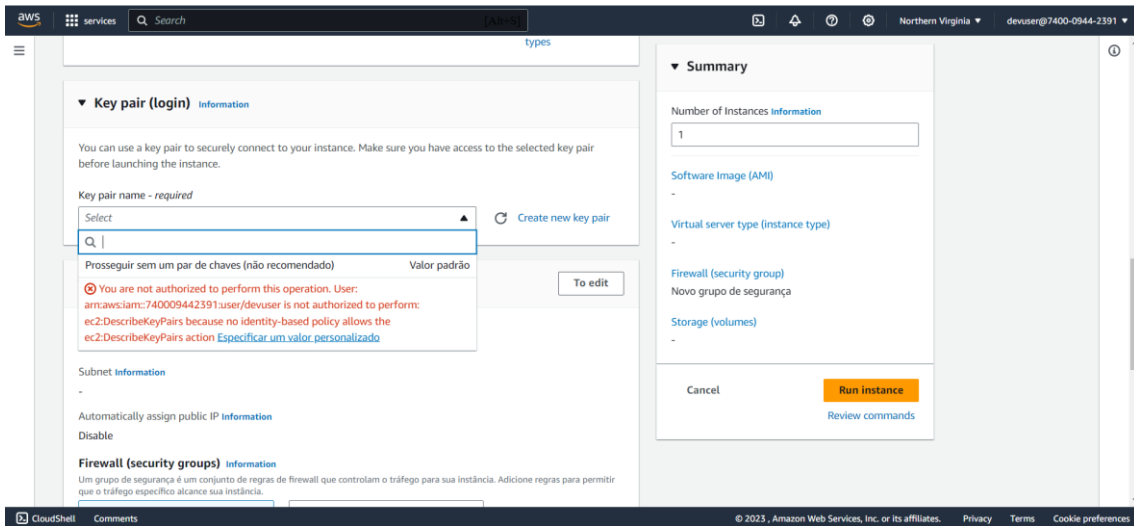 aws
services
Search
[Alt+S]
Northern Virginia
devuser@7400-0944-2391
types
Key pair (login) Information
You can use a key pair to securely connect to your instance. Make sure you have access to the selected key pair
before launching the instance.
Key pair name - required
Select
Create new key pair
Prosseguir sem um par de chaves (não recomendado)
Valor padrão
You are not authorized to perform this operation. User:
arn:aws:iam::740009442391:user/devuser is not authorized to perform:
ec2:DescribeKeyPairs because no identity-based policy allows the
ec2:DescribeKeyPairs action Especificar um valor personalizado
To edit
Subnet Information
-
Automatically assign public IP Information
Disable
Firewall (security groups) Information
Um grupo de segurança é um conjunto de regras de firewall que controlam o tráfego para sua instância. Adicione regras para permitir
que o tráfego específico alcance sua instância.
Summary
Number of Instances Information
1
Software Image (AMI)
-
Virtual server type (instance type)
-
Firewall (security group)
Novo grupo de segurança
Storage (volumes)
-
Cancel
Run instance
Review commands
CloudShell
Comments
© 2023 , Amazon Web Services, Inc. or its affiliates.
Privacy
Terms
Cookie preferences